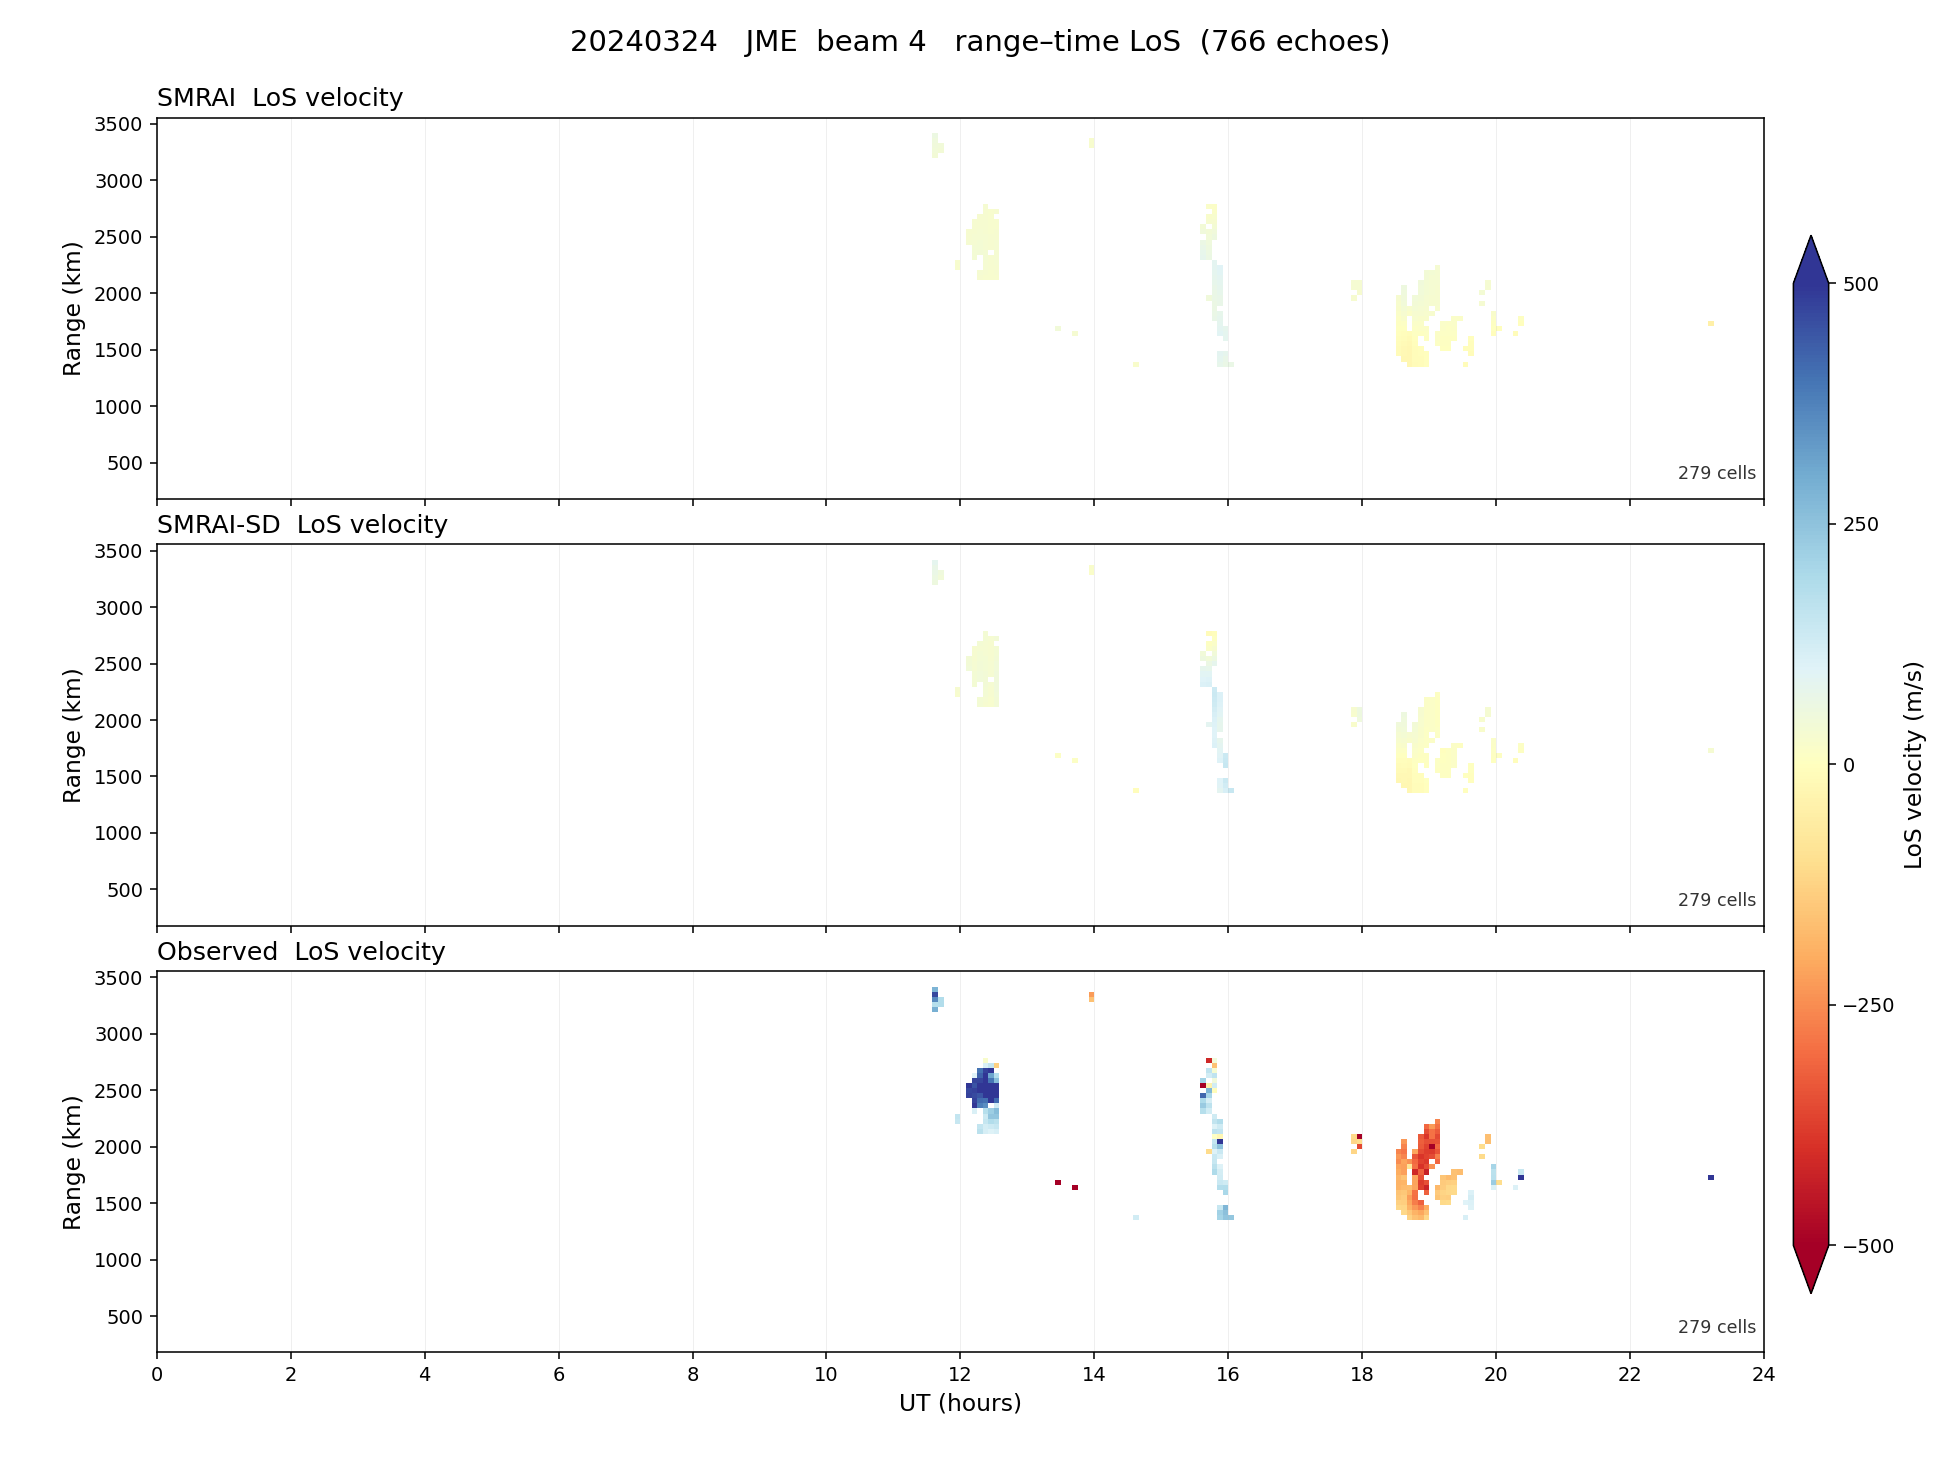 20240324 JME beam 4 range–time LoS (766 echoes)
SMRAI LoS velocity
3500
3000
2500
2000
1500
1000
500
Range (km)
279 cells
SMRAI-SD LoS velocity
3500
3000
2500
2000
1500
1000
500
Range (km)
279 cells
Observed LoS velocity
3500
3000
2500
2000
1500
1000
500
Range (km)
279 cells
0 2 4 6 8 10 12 14 16 18 20 22 24
UT (hours)
500
250
0
−250
−500
LoS velocity (m/s)